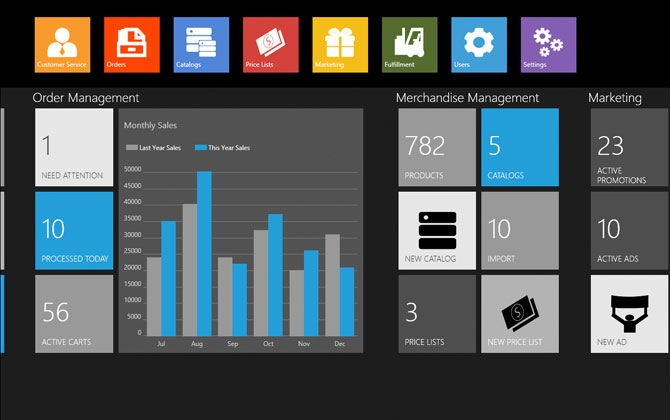 Customer Service
Orders
Catalogs
Price Lists
Marketing
Fulfillment
Users
Settings
Order Management
1
NEED ATTENTION
10
PROCESSED TODAY
56
ACTIVE CARTS
Monthly Sales
Last Year Sales
This Year Sales
50000
45000
40000
35000
30000
25000
20000
15000
10000
5000
0
Jul
Aug
Sep
Oct
Nov
Dec
Merchandise Management
782
PRODUCTS
5
CATALOGS
NEW CATALOG
10
IMPORT
3
PRICE LISTS
NEW PRICE LIST
Marketing
23
ACTIVE
PROMOTIONS
10
ACTIVE ADS
NEW AD